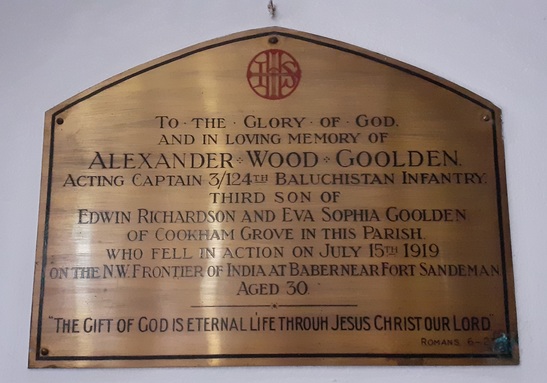 IHS
TO · THE · GLORY · OF · GOD.
AND IN LOVING MEMORY OF
ALEXANDER · WOOD · GOOLDEN.
ACTING CAPTAIN 3/124TH BALUCHISTAN INFANTRY.
THIRD SON OF
EDWIN RICHARDSON AND EVA SOPHIA GOOLDEN
OF COOKHAM GROVE IN THIS PARISH.
WHO FELL IN ACTION ON JULY 15TH 1919
ON THE N.W. FRONTIER OF INDIA AT BABER NEAR FORT SANDEMAN
AGED 30
"THE GIFT OF GOD IS ETERNAL LIFE THROUH JESUS CHRIST OUR LORD"
ROMANS 6-2